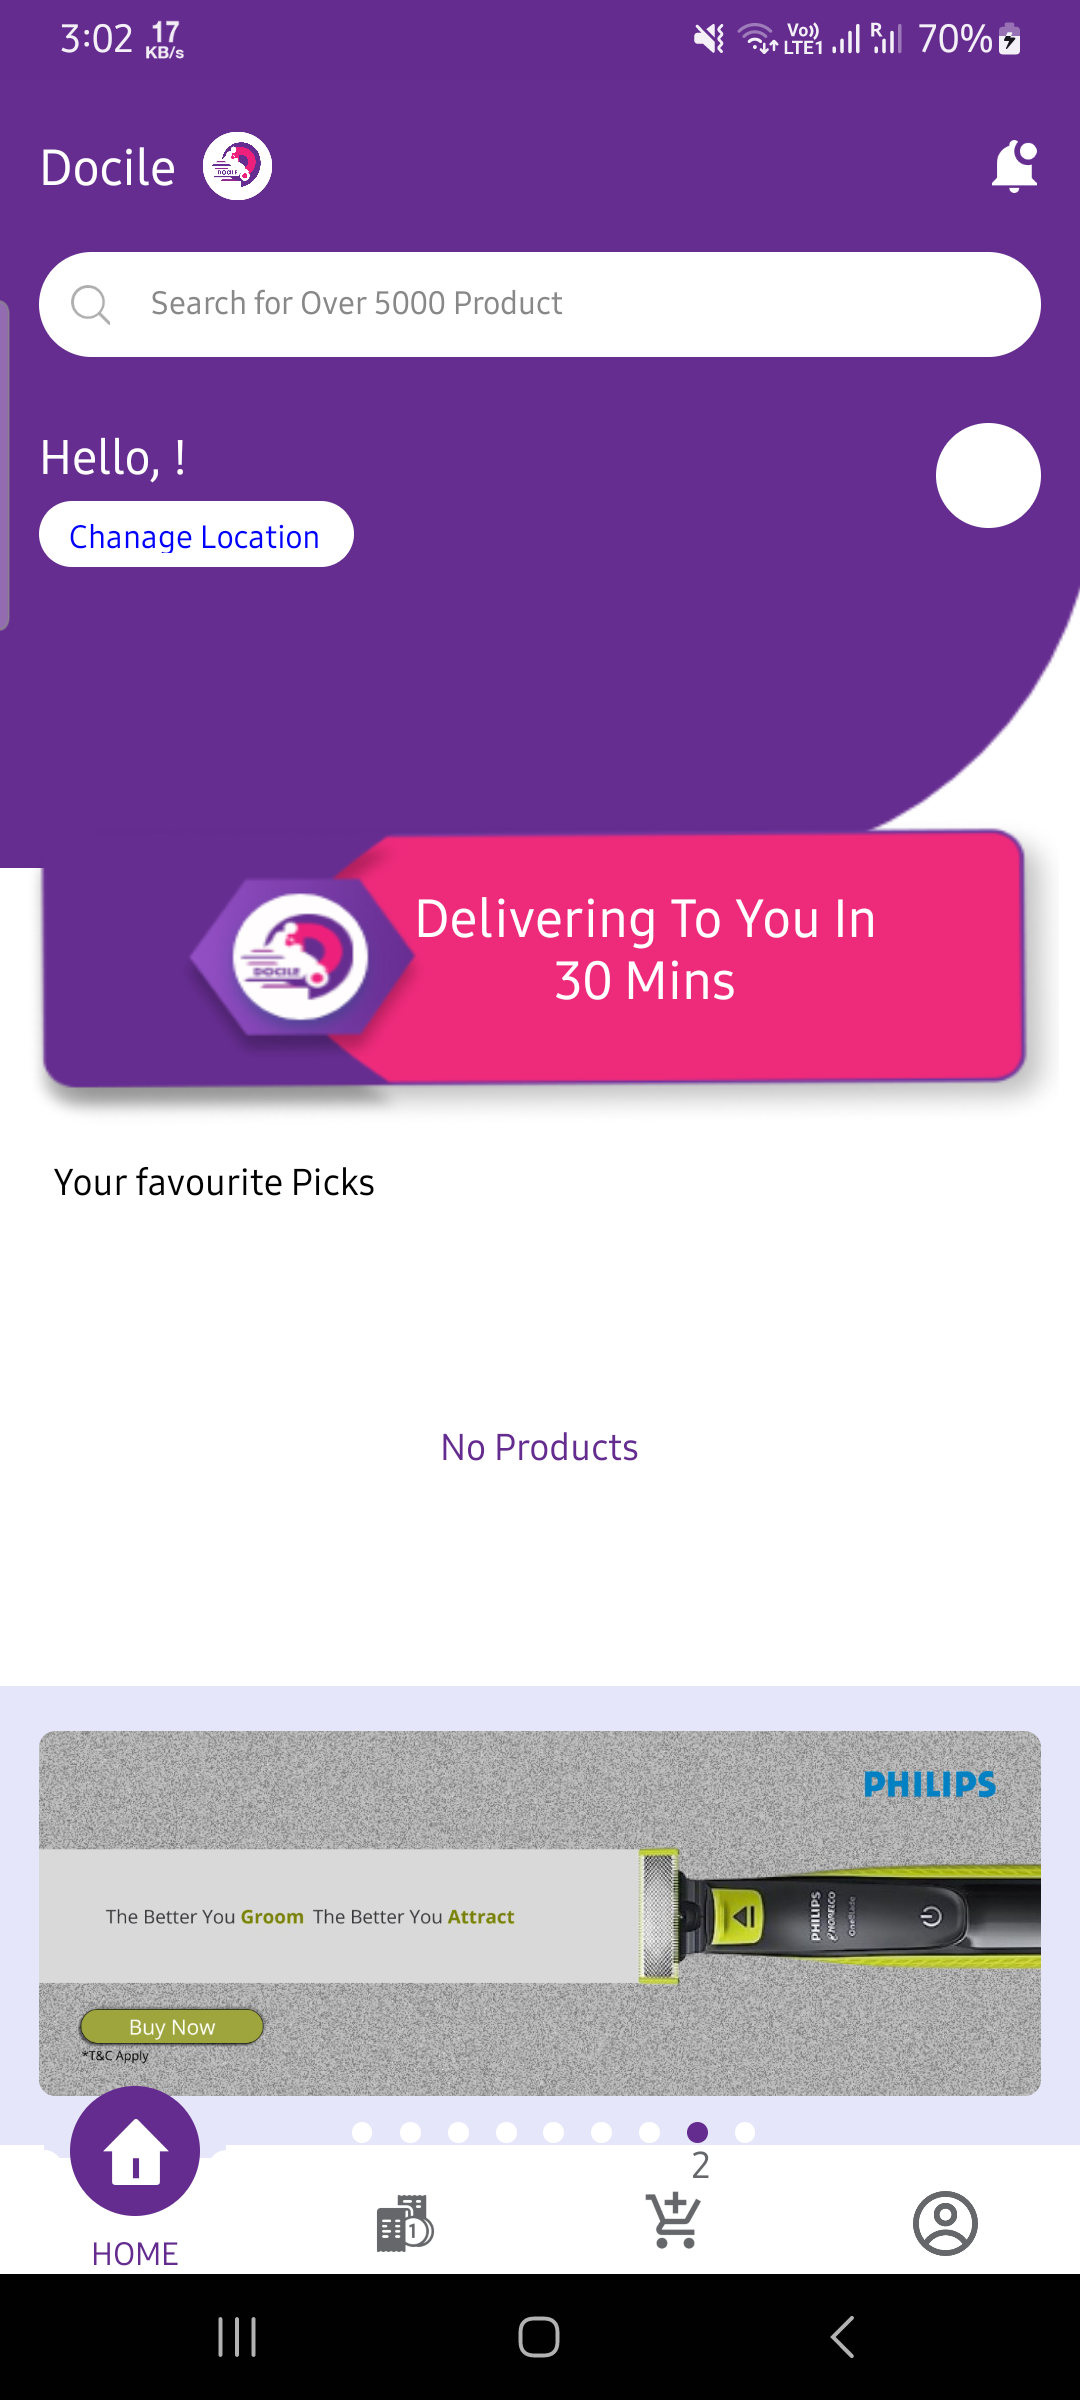 3:02 17 KB/s Vo)) LTE1 R 70%
Docile DOCILE
Search for Over 5000 Product
Hello, !
Chanage Location
Delivering To You In
30 Mins
DOCILE
Your favourite Picks
No Products
PHILIPS
The Better You Groom The Better You Attract
PHILIPS
NORELCO
OneBlade
Buy Now
*T&C Apply
2
1
HOME